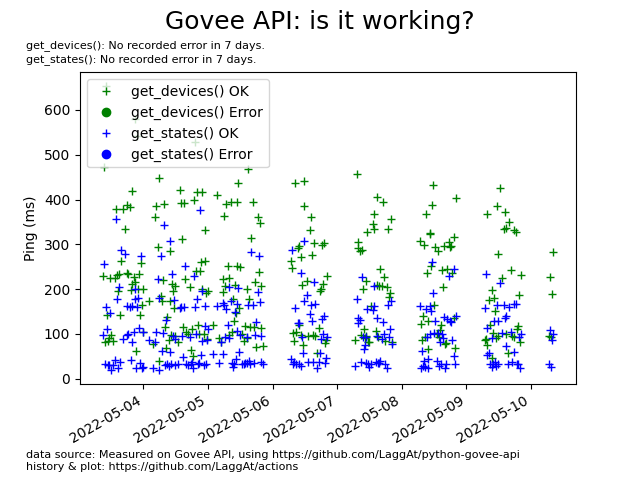 Govee API: is it working?
get_devices(): No recorded error in 7 days.
get_states(): No recorded error in 7 days.
get_devices() OK
get_devices() Error
get_states() OK
get_states() Error
Ping (ms)
600
500
400
300
200
100
0
2022-05-04
2022-05-05
2022-05-06
2022-05-07
2022-05-08
2022-05-09
2022-05-10
data source: Measured on Govee API, using https://github.com/LaggAt/python-govee-api
history & plot: https://github.com/LaggAt/actions